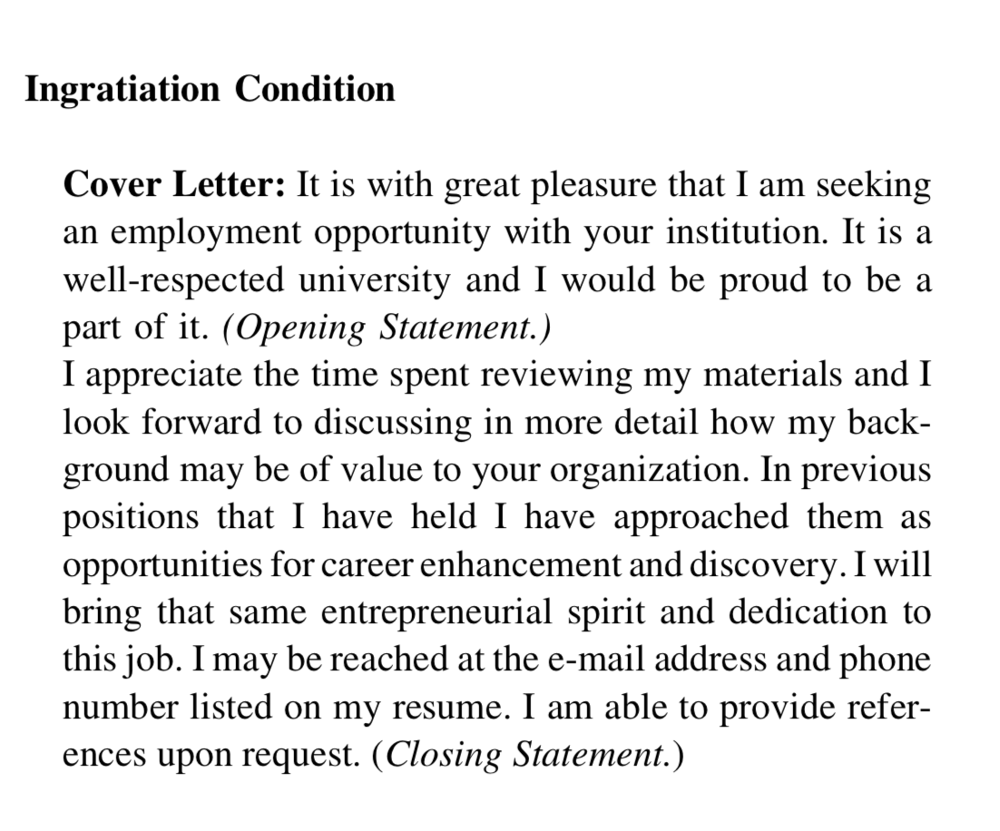 Ingratiation Condition
Cover Letter: It is with great pleasure that I am seeking
an employment opportunity with your institution. It is a
well-respected university and I would be proud to be a
part of it. (Opening Statement.)
I appreciate the time spent reviewing my materials and I
look forward to discussing in more detail how my back-
ground may be of value to your organization. In previous
positions that I have held I have approached them as
opportunities for career enhancement and discovery. I will
bring that same entrepreneurial spirit and dedication to
this job. I may be reached at the e-mail address and phone
number listed on my resume. I am able to provide refer-
ences upon request. (Closing Statement.)